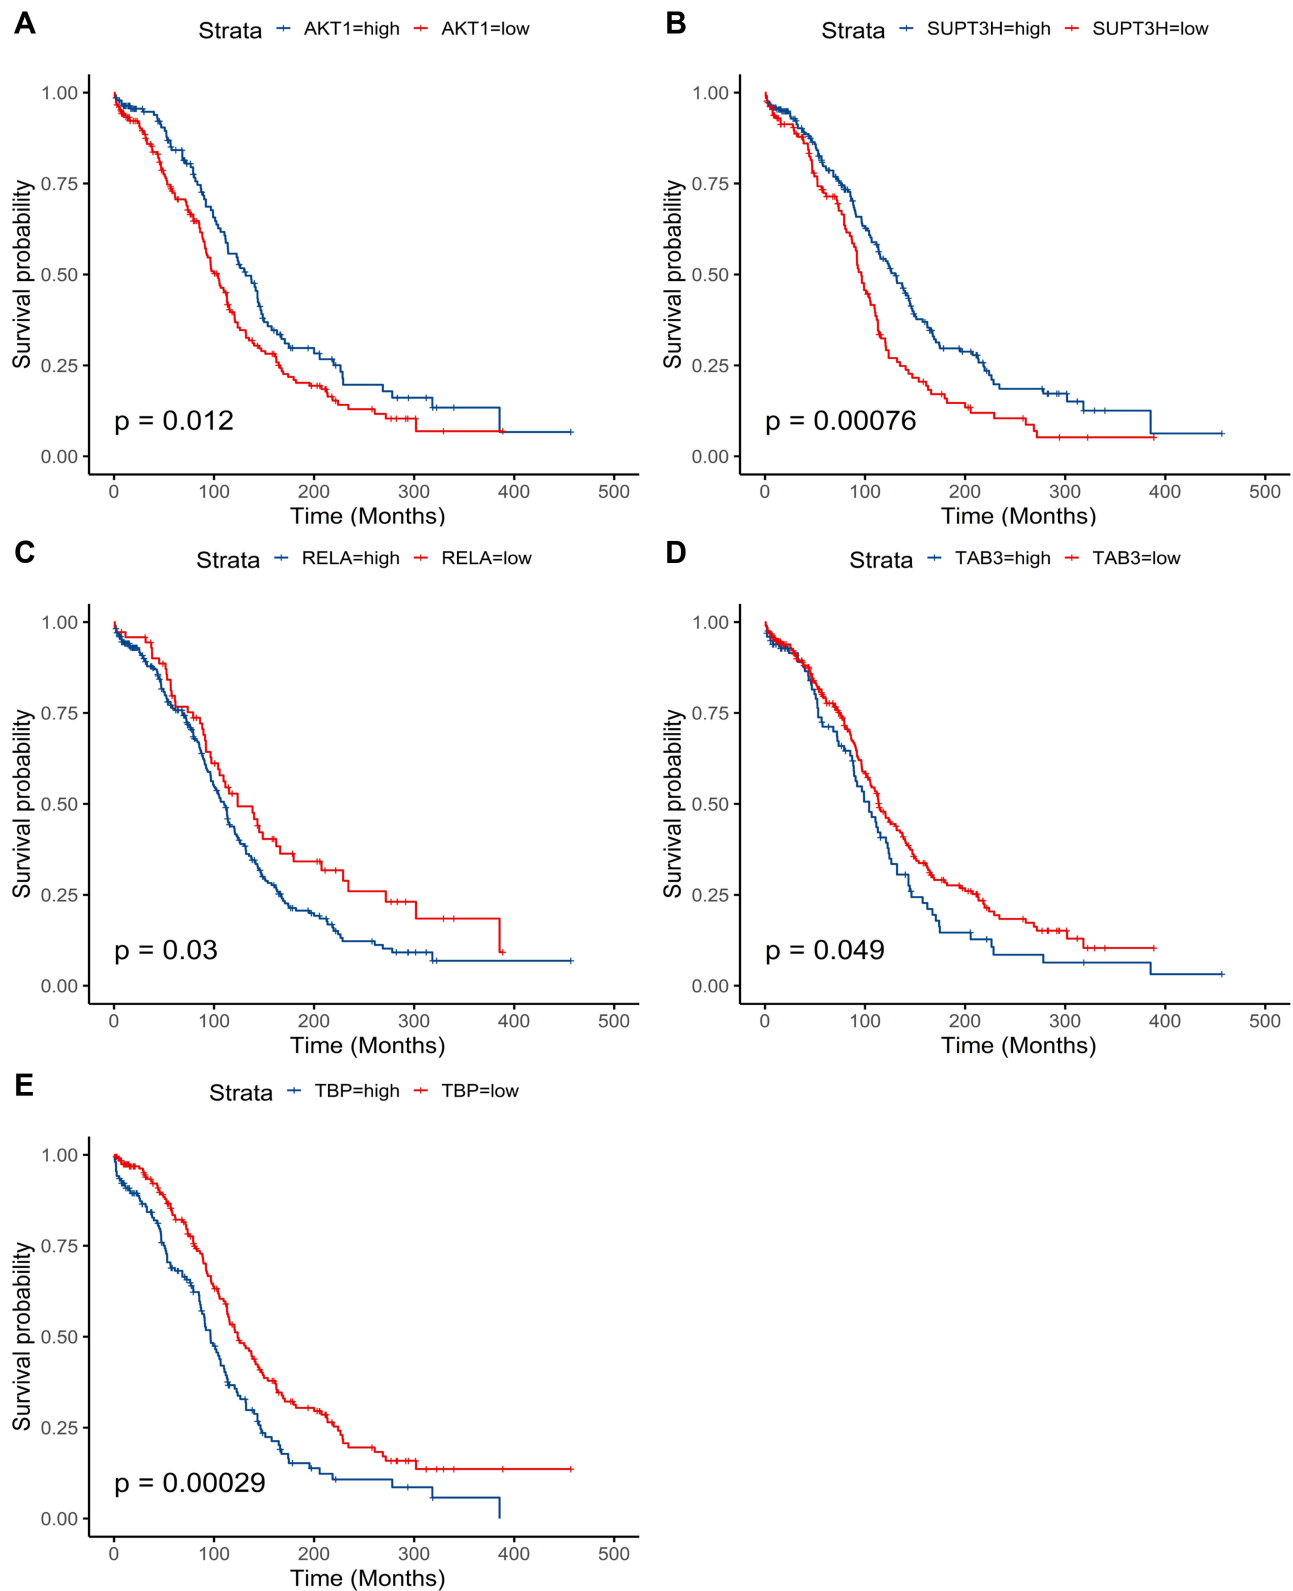 A
Strata AKT1=high AKT1=low
1.00
0.75
0.50
0.25
0.00
Survival probability
p = 0.012
0 100 200 300 400 500
Time (Months)
B
Strata SUPT3H=high SUPT3H=low
1.00
0.75
0.50
0.25
0.00
Survival probability
p = 0.00076
0 100 200 300 400 500
Time (Months)
C
Strata RELA=high RELA=low
1.00
0.75
0.50
0.25
0.00
Survival probability
p = 0.03
0 100 200 300 400 500
Time (Months)
D
Strata TAB3=high TAB3=low
1.00
0.75
0.50
0.25
0.00
Survival probability
p = 0.049
0 100 200 300 400 500
Time (Months)
E
Strata TBP=high TBP=low
1.00
0.75
0.50
0.25
0.00
Survival probability
p = 0.00029
0 100 200 300 400 500
Time (Months)